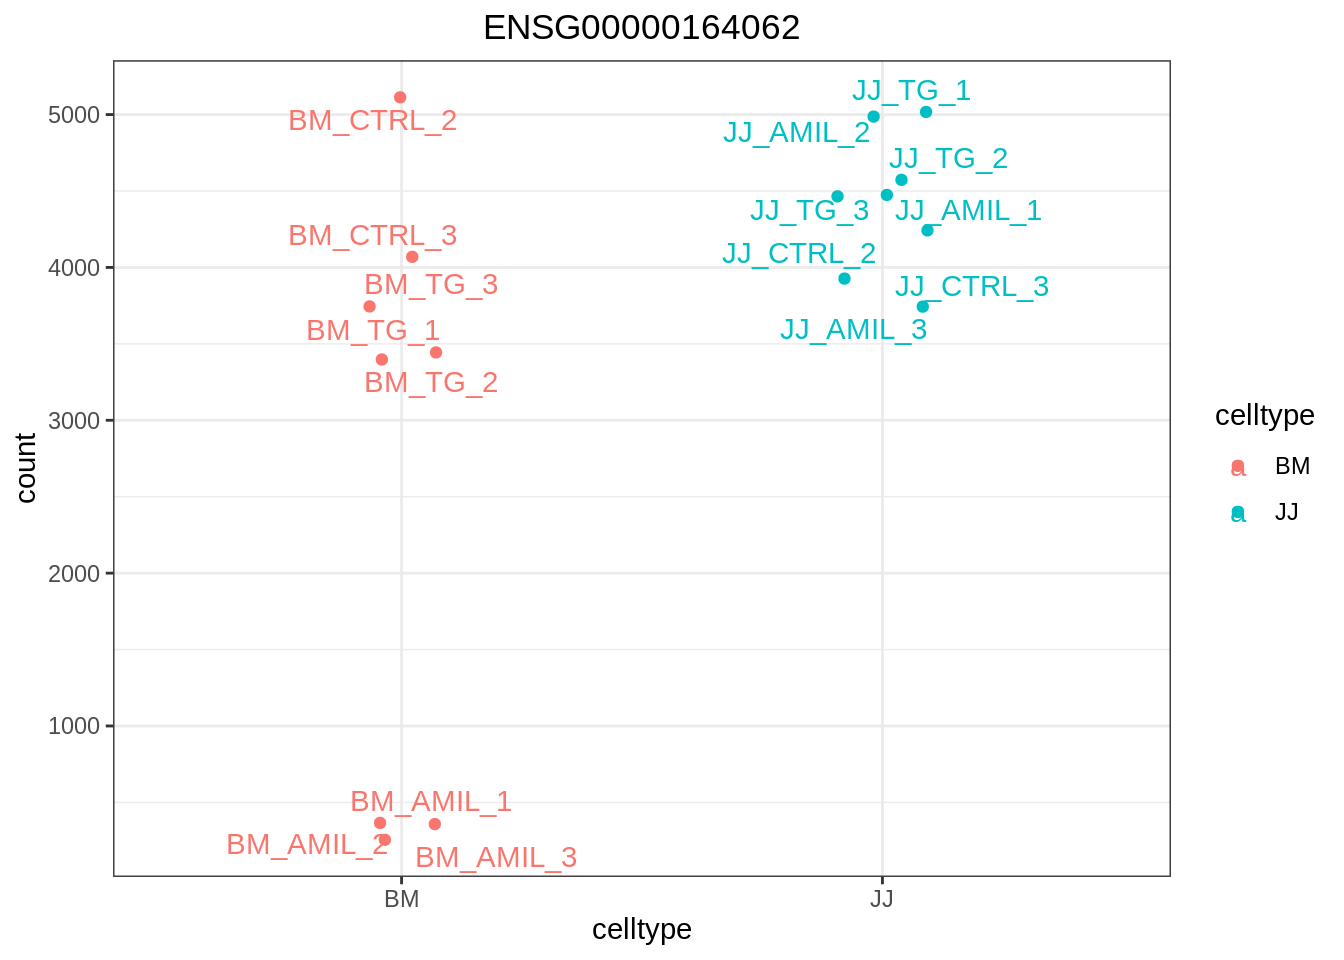 ENSG00000164062
5000
4000
3000
2000
1000
count
BM_CTRL_2
BM_CTRL_3
BM_TG_3
BM_TG_1
BM_TG_2
BM_AMIL_1
BM_AMIL_2
BM_AMIL_3
JJ_TG_1
JJ_AMIL_2
JJ_TG_2
JJ_TG_3
JJ_AMIL_1
JJ_CTRL_2
JJ_CTRL_3
JJ_AMIL_3
BM
JJ
celltype
celltype
a BM
a JJ